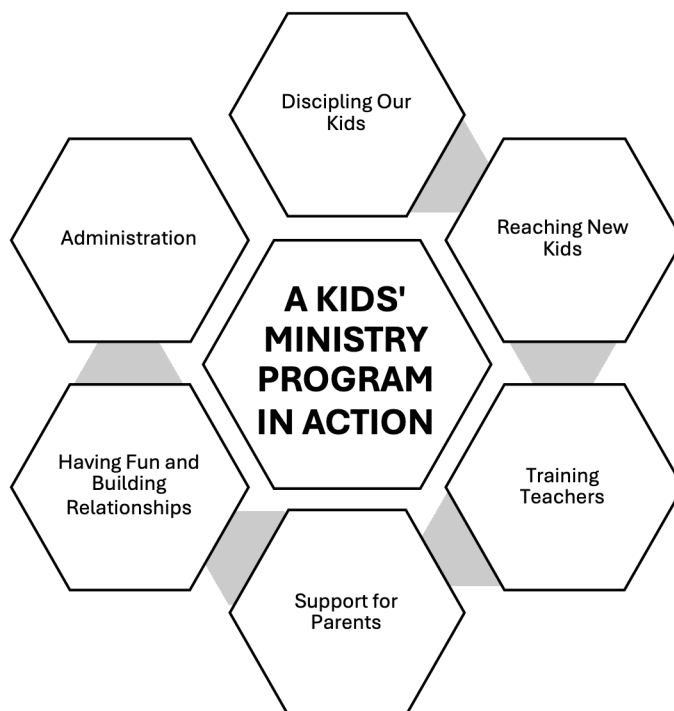 Discipling Our
Kids
Reaching New
Kids
Administration
A KIDS'
MINISTRY
PROGRAM
IN ACTION
Training
Teachers
Having Fun and
Building
Relationships
Support for
Parents